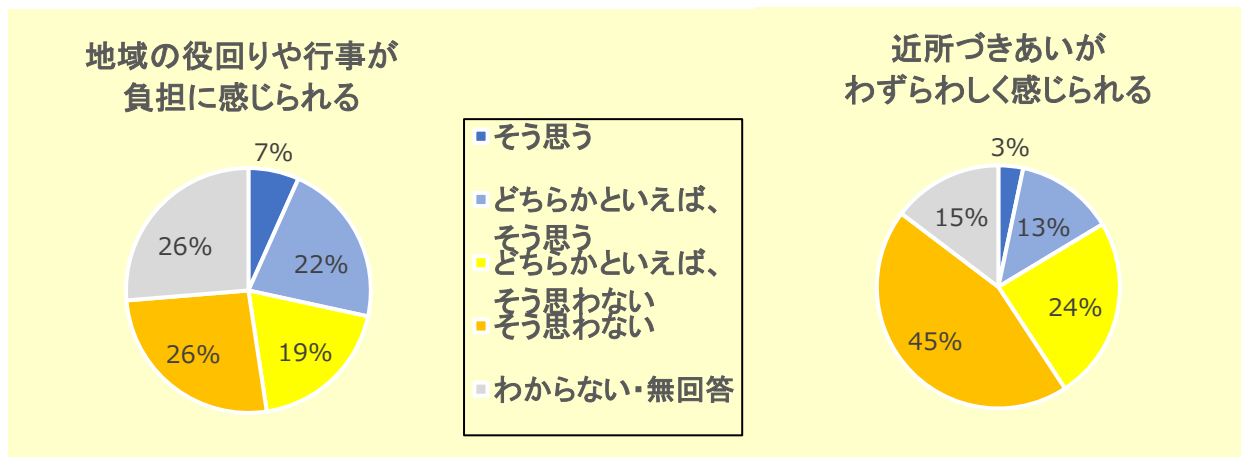 地域の役回りや行事が
負担に感じられる
7%
22%
19%
26%
26%
そう思う
どちらかといえば、
そう思う
どちらかといえば、
そう思わない
そう思わない
わからない・無回答
近所づきあいが
わずらわしく感じられる
3%
13%
24%
45%
15%